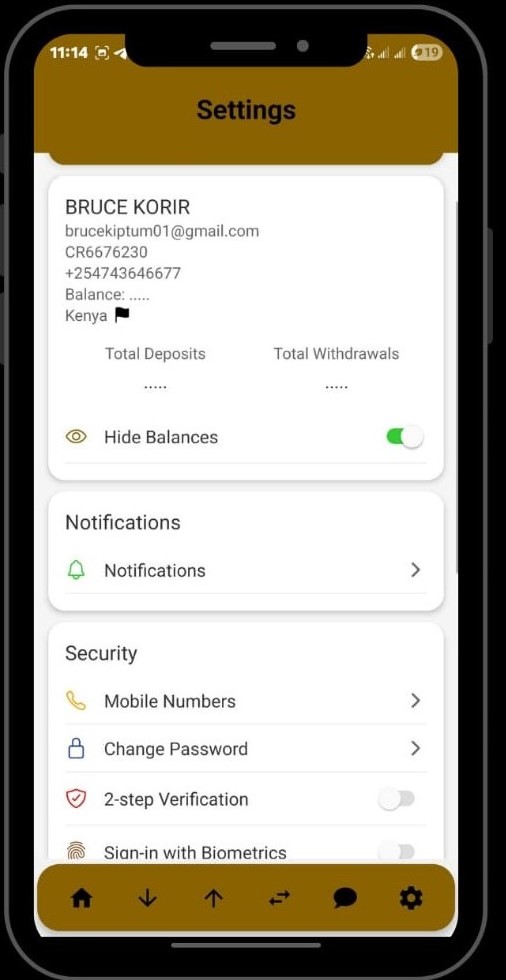 11:14
19
Settings
BRUCE KORIR
brucekiptum01@gmail.com
CR6676230
+254743646677
Balance: .....
Kenya
Total Deposits Total Withdrawals
..... .....
Hide Balances
Notifications
Notifications
Security
Mobile Numbers
Change Password
2-step Verification
Sign-in with Biometrics